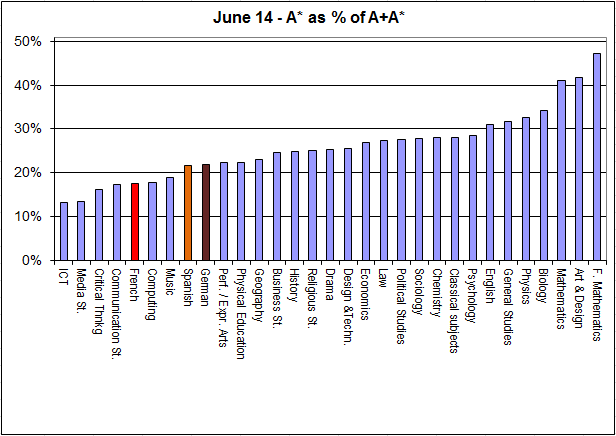 June 14 - A* as % of A+A*
50%
40%
30%
20%
10%
0%
ICT
Media St.
Critical Thnkg
Communication St.
French
Computing
Music
Spanish
German
Perf. / Expr. Arts
Physical Education
Geography
Business St.
History
Religious St.
Drama
Design &Techn.
Economics
Law
Political Studies
Sociology
Chemistry
Classical subjects
Psychology
English
General Studies
Physics
Biology
Mathematics
Art. & Design
F. Mathematics